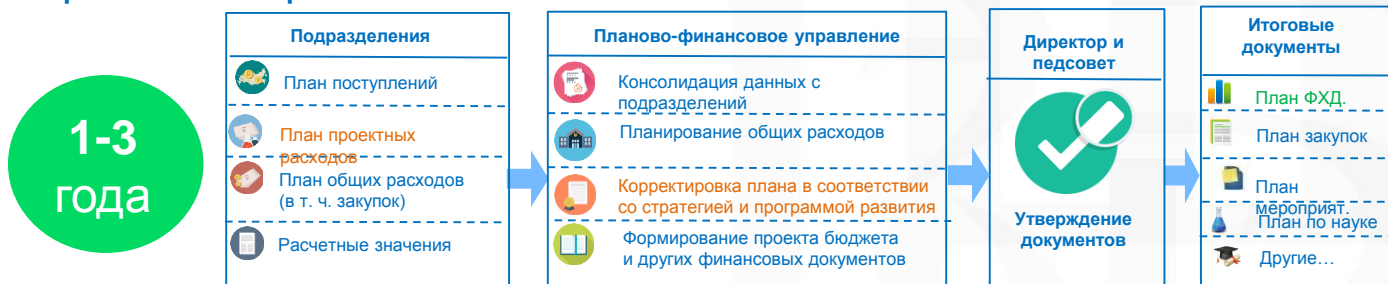 1-3
года
Подразделения
План поступлений
План проектных
расходов
План общих расходов
(в т. ч. закупок)
Расчетные значения
Планово-финансовое управление
Консолидация данных с
подразделений
Планирование общих расходов
Корректировка плана в соответствии
со стратегией и программой развития
Формирование проекта бюджета
и других финансовых документов
Директор и
педсовет
Утверждение
документов
Итоговые
документы
План ФХД.
План закупок
План
мероприят.
План по науке
Другие...